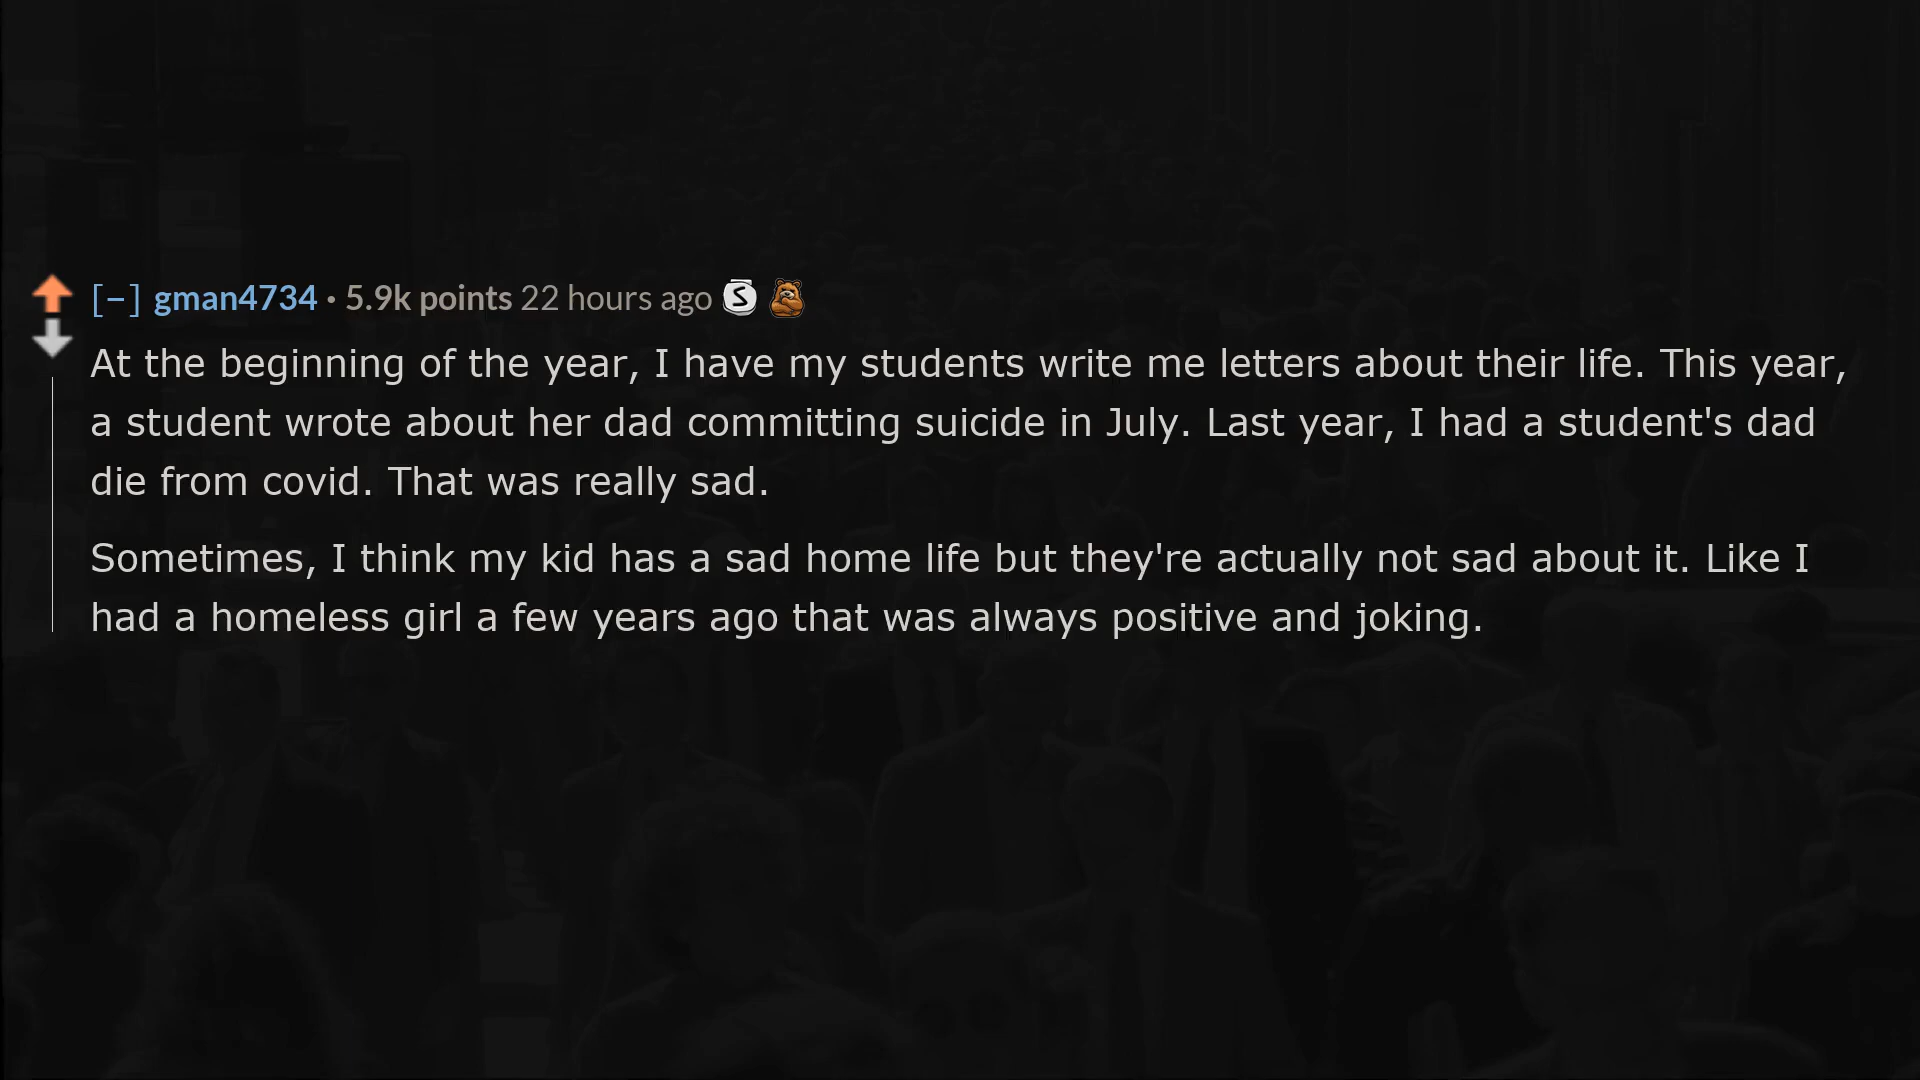 [–] gman4734 • 5.9k points 22 hours ago
At the beginning of the year, I have my students write me letters about their life. This year,
a student wrote about her dad committing suicide in July. Last year, I had a student's dad
die from covid. That was really sad.
Sometimes, I think my kid has a sad home life but they're actually not sad about it. Like I
had a homeless girl a few years ago that was always positive and joking.